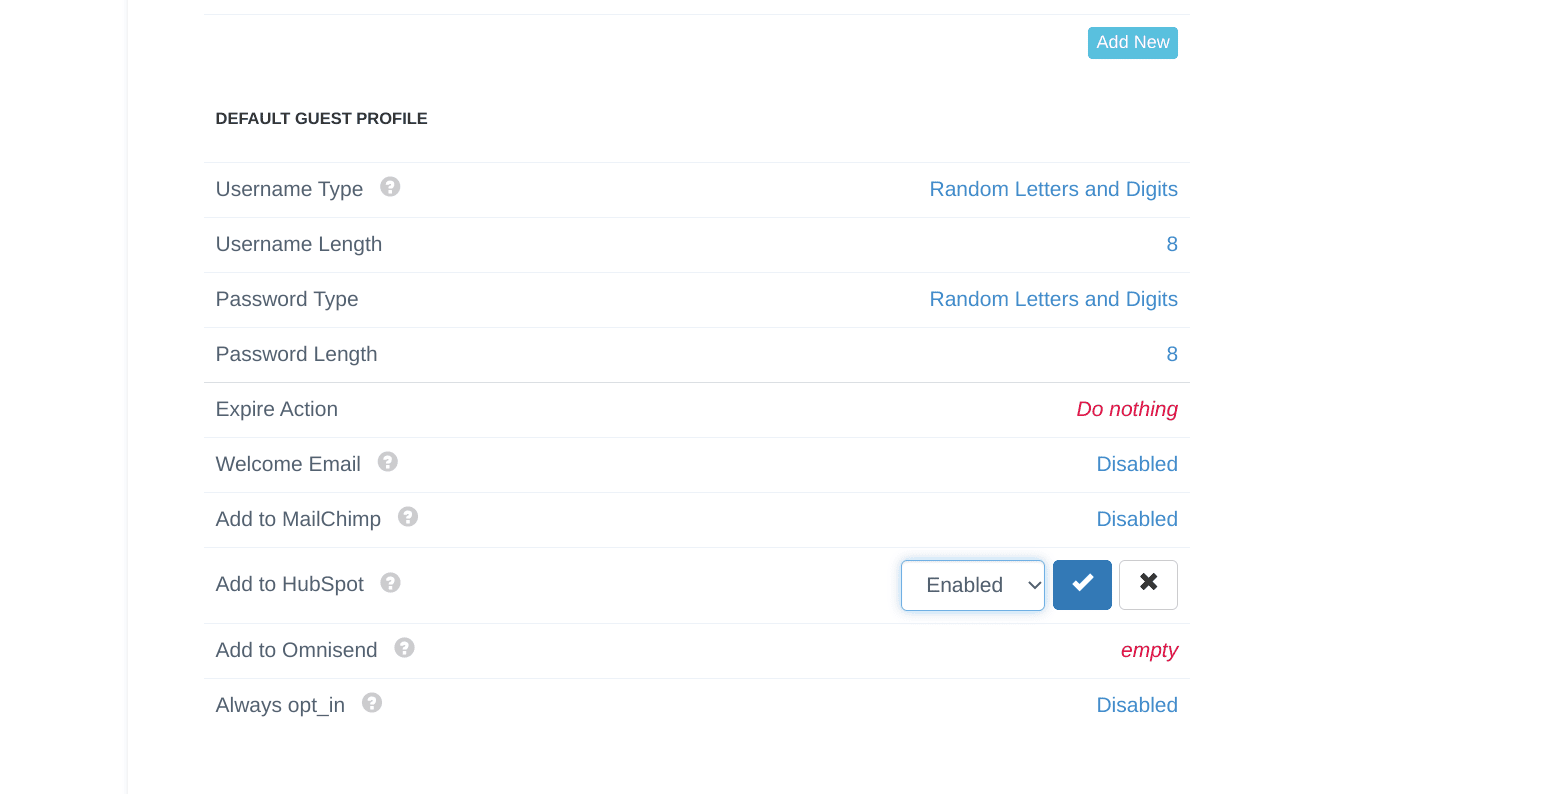 Add New
DEFAULT GUEST PROFILE
Username Type ? Random Letters and Digits
Username Length 8
Password Type Random Letters and Digits
Password Length 8
Expire Action Do nothing
Welcome Email ? Disabled
Add to MailChimp ? Disabled
Add to HubSpot ? Enabled
Add to Omnisend ? empty
Always opt_in ? Disabled